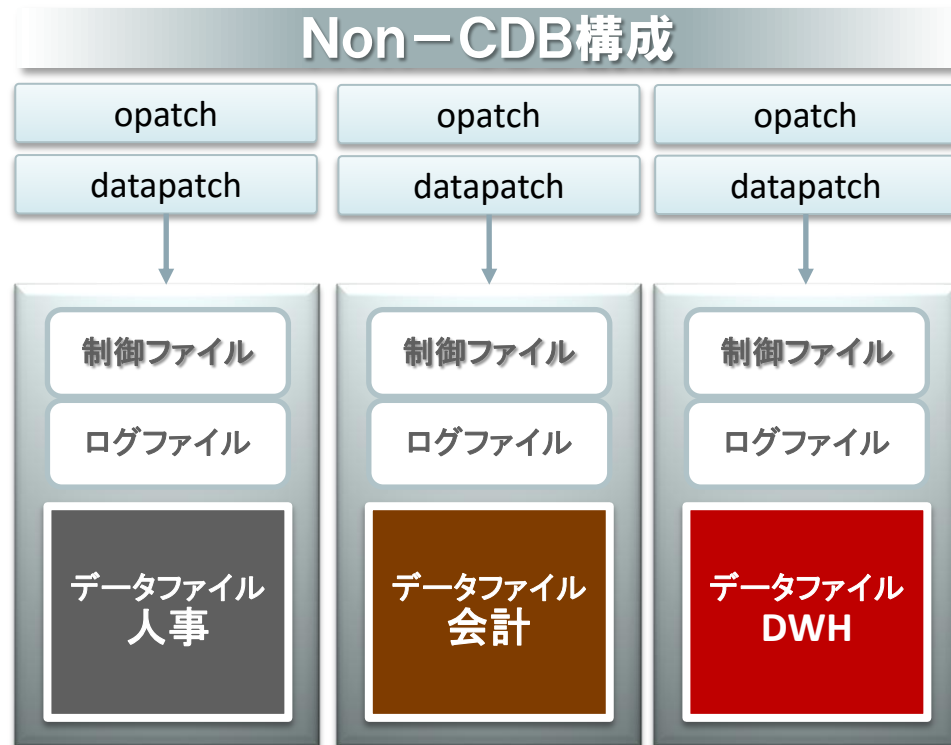 Non－CDB構成
opatch
opatch
opatch
datapatch
datapatch
datapatch
制御ファイル
制御ファイル
制御ファイル
ログファイル
ログファイル
ログファイル
データファイル
人事
データファイル
会計
データファイル
DWH